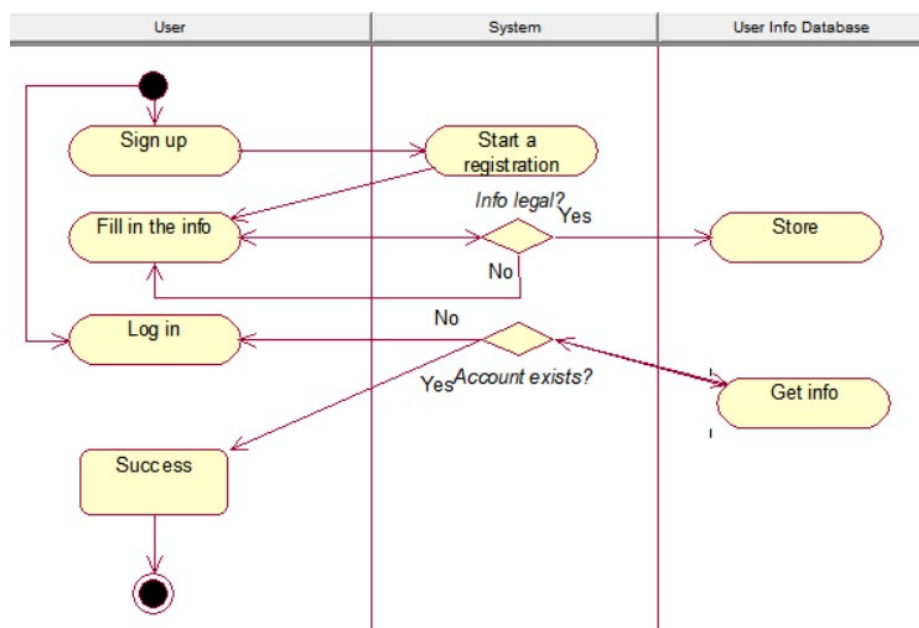 User
System
User Info Database
Sign up
Start a
registration
Info legal?
Yes
Fill in the info
Store
No
Log in
No
Yes
Account exists?
Get info
Success